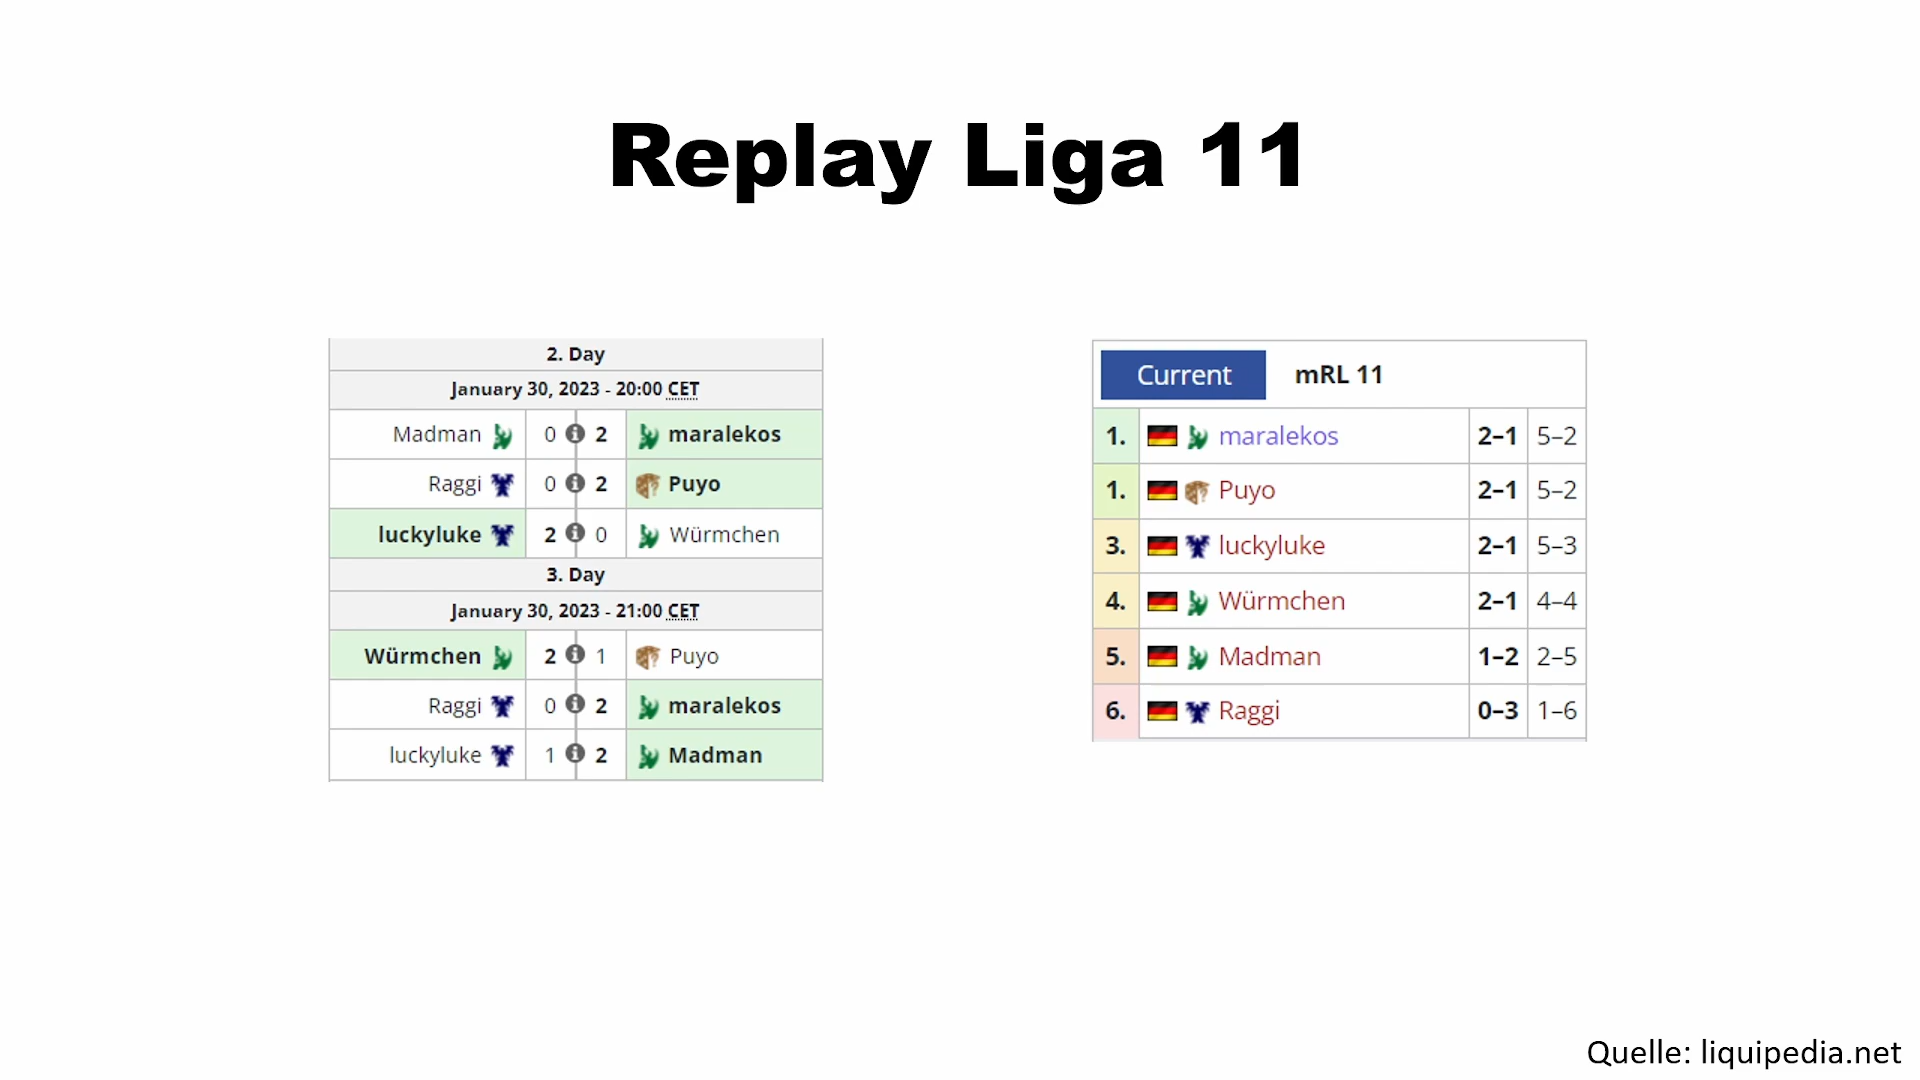 Replay Liga 11
2. Day
January 30, 2023 - 20:00 CET
Madman 0 2 maralekos
Raggi 0 2 Puyo
luckyluke 2 0 Würmchen
3. Day
January 30, 2023 - 21:00 CET
Würmchen 2 1 Puyo
Raggi 0 2 maralekos
luckyluke 1 2 Madman
Current mRL 11
1. maralekos 2–1 5–2
1. Puyo 2–1 5–2
3. luckyluke 2–1 5–3
4. Würmchen 2–1 4–4
5. Madman 1–2 2–5
6. Raggi 0–3 1–6
Quelle: liquipedia.net